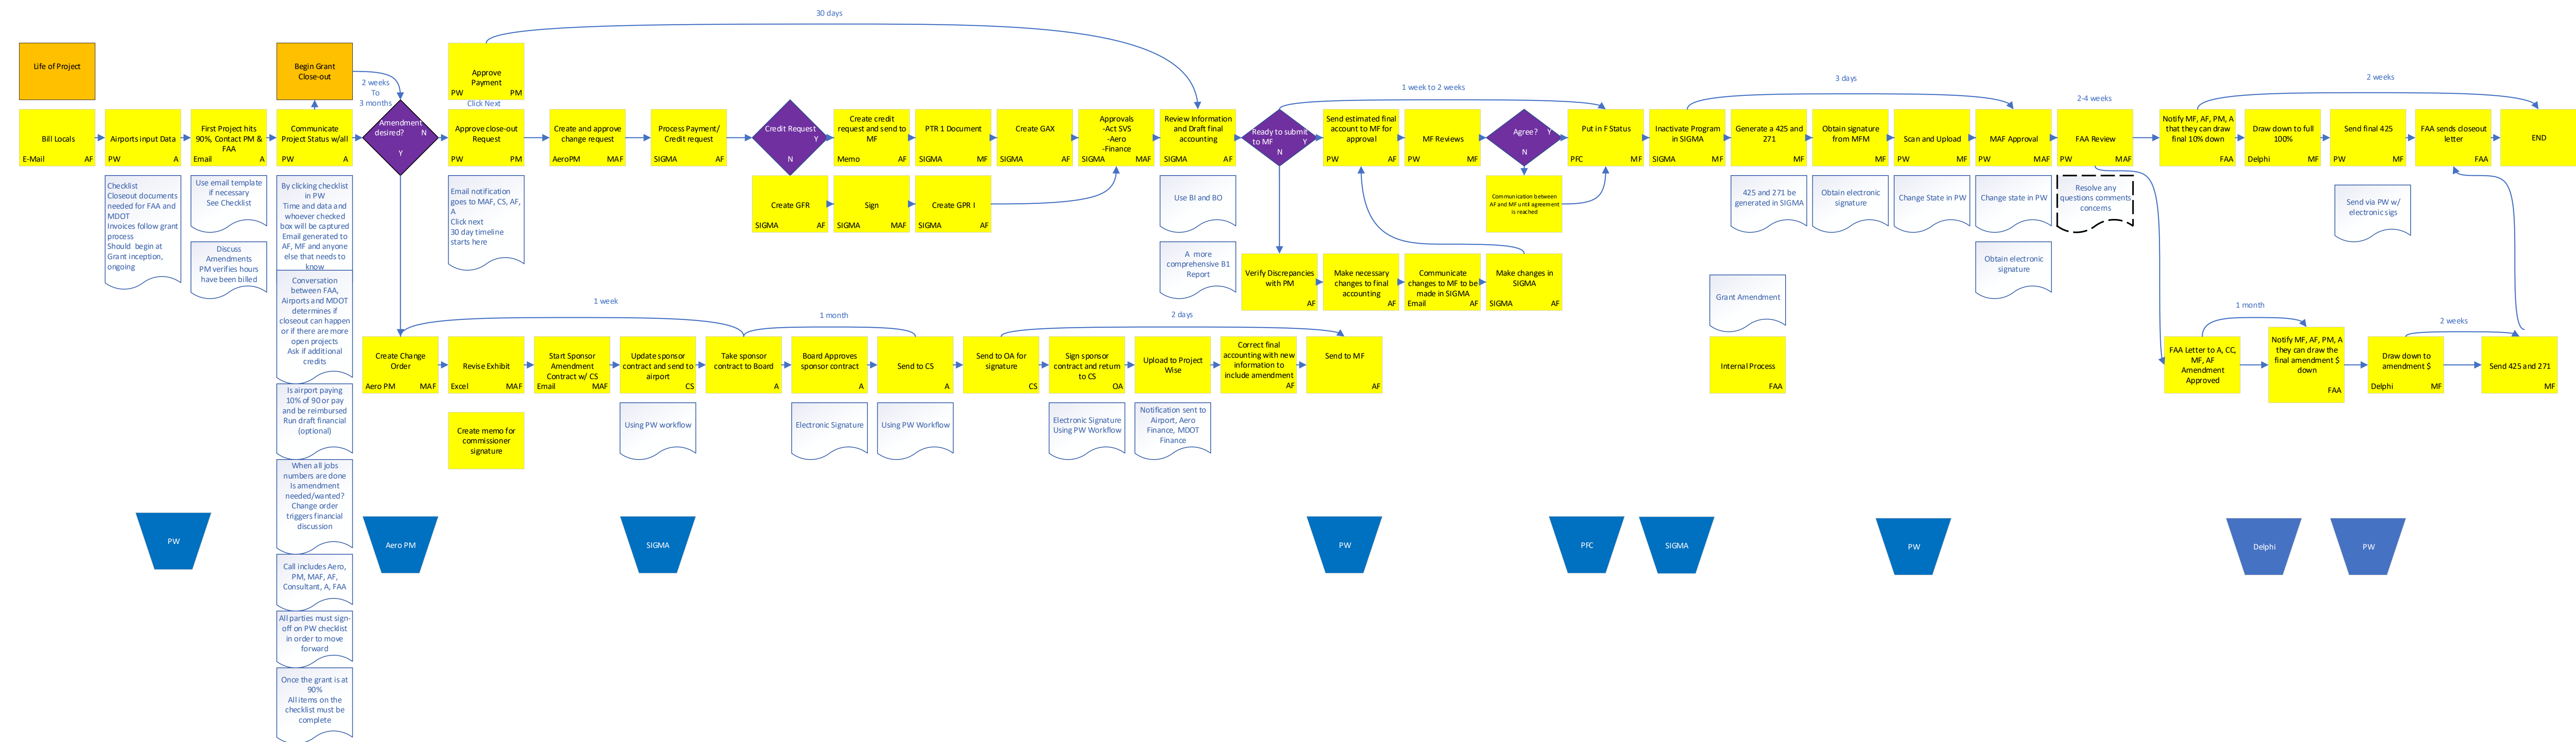 30 days
Life of Project
Begin Grant
Close-out
2 weeks
To
3 months
Approve
Payment
PW PM
Click Next
1 week to 2 weeks
3 days
2-4 weeks
2 weeks
Bill Locals
E-Mail AF
Airports input Data
PW A
First Project hits
90%, Contact PM &
FAA
Email A
Communicate
Project Status w/all
PW A
Amendment
desired? N
Y
Approve close-out
Request
PW PM
Create and approve
change request
AeroPM MAF
Process Payment/
Credit request
SIGMA AF
Credit Request
Y
N
Create credit
request and send to
MF
Memo AF
PTR 1 Document
SIGMA MF
Create GAX
SIGMA AF
Approvals
-Act SVS
-Aero
-Finance
SIGMA MAF
Review Information
and Draft final
accounting
SIGMA AF
Ready to submit
to MF Y
N
Send estimated final
account to MF for
approval
PW AF
MF Reviews
PW MF
Agree? Y
N
Put in F Status
PFC MF
Inactivate Program
in SIGMA
SIGMA MF
Generate a 425 and
271
MF
Obtain signature
from MFM
MF
Scan and Upload
PW MF
MAF Approval
PW MAF
FAA Review
PW MAF
Notify MF, AF, PM, A
that they can draw
final 10% down
FAA
Draw down to full
100%
Delphi MF
Send final 425
PW MF
FAA sends closeout
letter
FAA
END
Checklist
Closeout documents
needed for FAA and
MDOT
Invoices follow grant
process
Should begin at
Grant inception,
ongoing
Use email template
if necessary
See Checklist
Discuss
Amendments
PM verifies hours
have been billed
By clicking checklist
in PW
Time and data and
whoever checked
box will be captured
Email generated to
AF, MF and anyone
else that needs to
know
Email notification
goes to MAF, CS, AF,
A
Click next
30 day timeline
starts here
Create GFR
SIGMA AF
Sign
SIGMA MAF
Create GPR I
SIGMA AF
Use BI and BO
A more
comprehensive B1
Report
Communication between
AF and MF until agreement
is reached
425 and 271 be
generated in SIGMA
Obtain electronic
signature
Change State in PW
Change state in PW
Obtain electronic
signature
Resolve any
questions comments
concerns
Send via PW w/
electronic sigs
Verify Discrepancies
with PM
AF
Make necessary
changes to final
accounting
AF
Communicate
changes to MF to be
made in SIGMA
Email AF
Make changes in
SIGMA
SIGMA AF
Conversation
between FAA,
Airports and MDOT
determines if
closeout can happen
or if there are more
open projects
Ask if additional
credits
1 week
1 month
2 days
Grant Amendment
1 month
2 weeks
Create Change
Order
Aero PM MAF
Revise Exhibit
Excel MAF
Start Sponsor
Amendment
Contract w/ CS
Email MAF
Update sponsor
contract and send to
airport
CS
Take sponsor
contract to Board
A
Board Approves
sponsor contract
A
Send to CS
A
Send to OA for
signature
CS
Sign sponsor
contract and return
to CS
OA
Upload to Project
Wise
Correct final
accounting with new
information to
include amendment
AF
Send to MF
AF
Internal Process
FAA
FAA Letter to A, CC,
MF, AF
Amendment
Approved
Notify MF, AF, PM, A
they can draw the
final amendment $
down
FAA
Draw down to
amendment $
Delphi MF
Send 425 and 271
MF
Is airport paying
10% of 90 or pay
and be reimbursed
Run draft financial
(optional)
Create memo for
commissioner
signature
Using PW workflow
Electronic Signature
Using PW Workflow
Electronic Signature
Using PW Workflow
Notification sent to
Airport, Aero
Finance, MDOT
Finance
When all jobs
numbers are done
Is amendment
needed/wanted?
Change order
triggers financial
discussion
PW
Aero PM
SIGMA
PW
PFC
SIGMA
PW
Delphi
PW
Call includes Aero,
PM, MAF, AF,
Consultant, A, FAA
All parties must sign-
off on PW checklist
in order to move
forward
Once the grant is at
90%
All items on the
checklist must be
complete